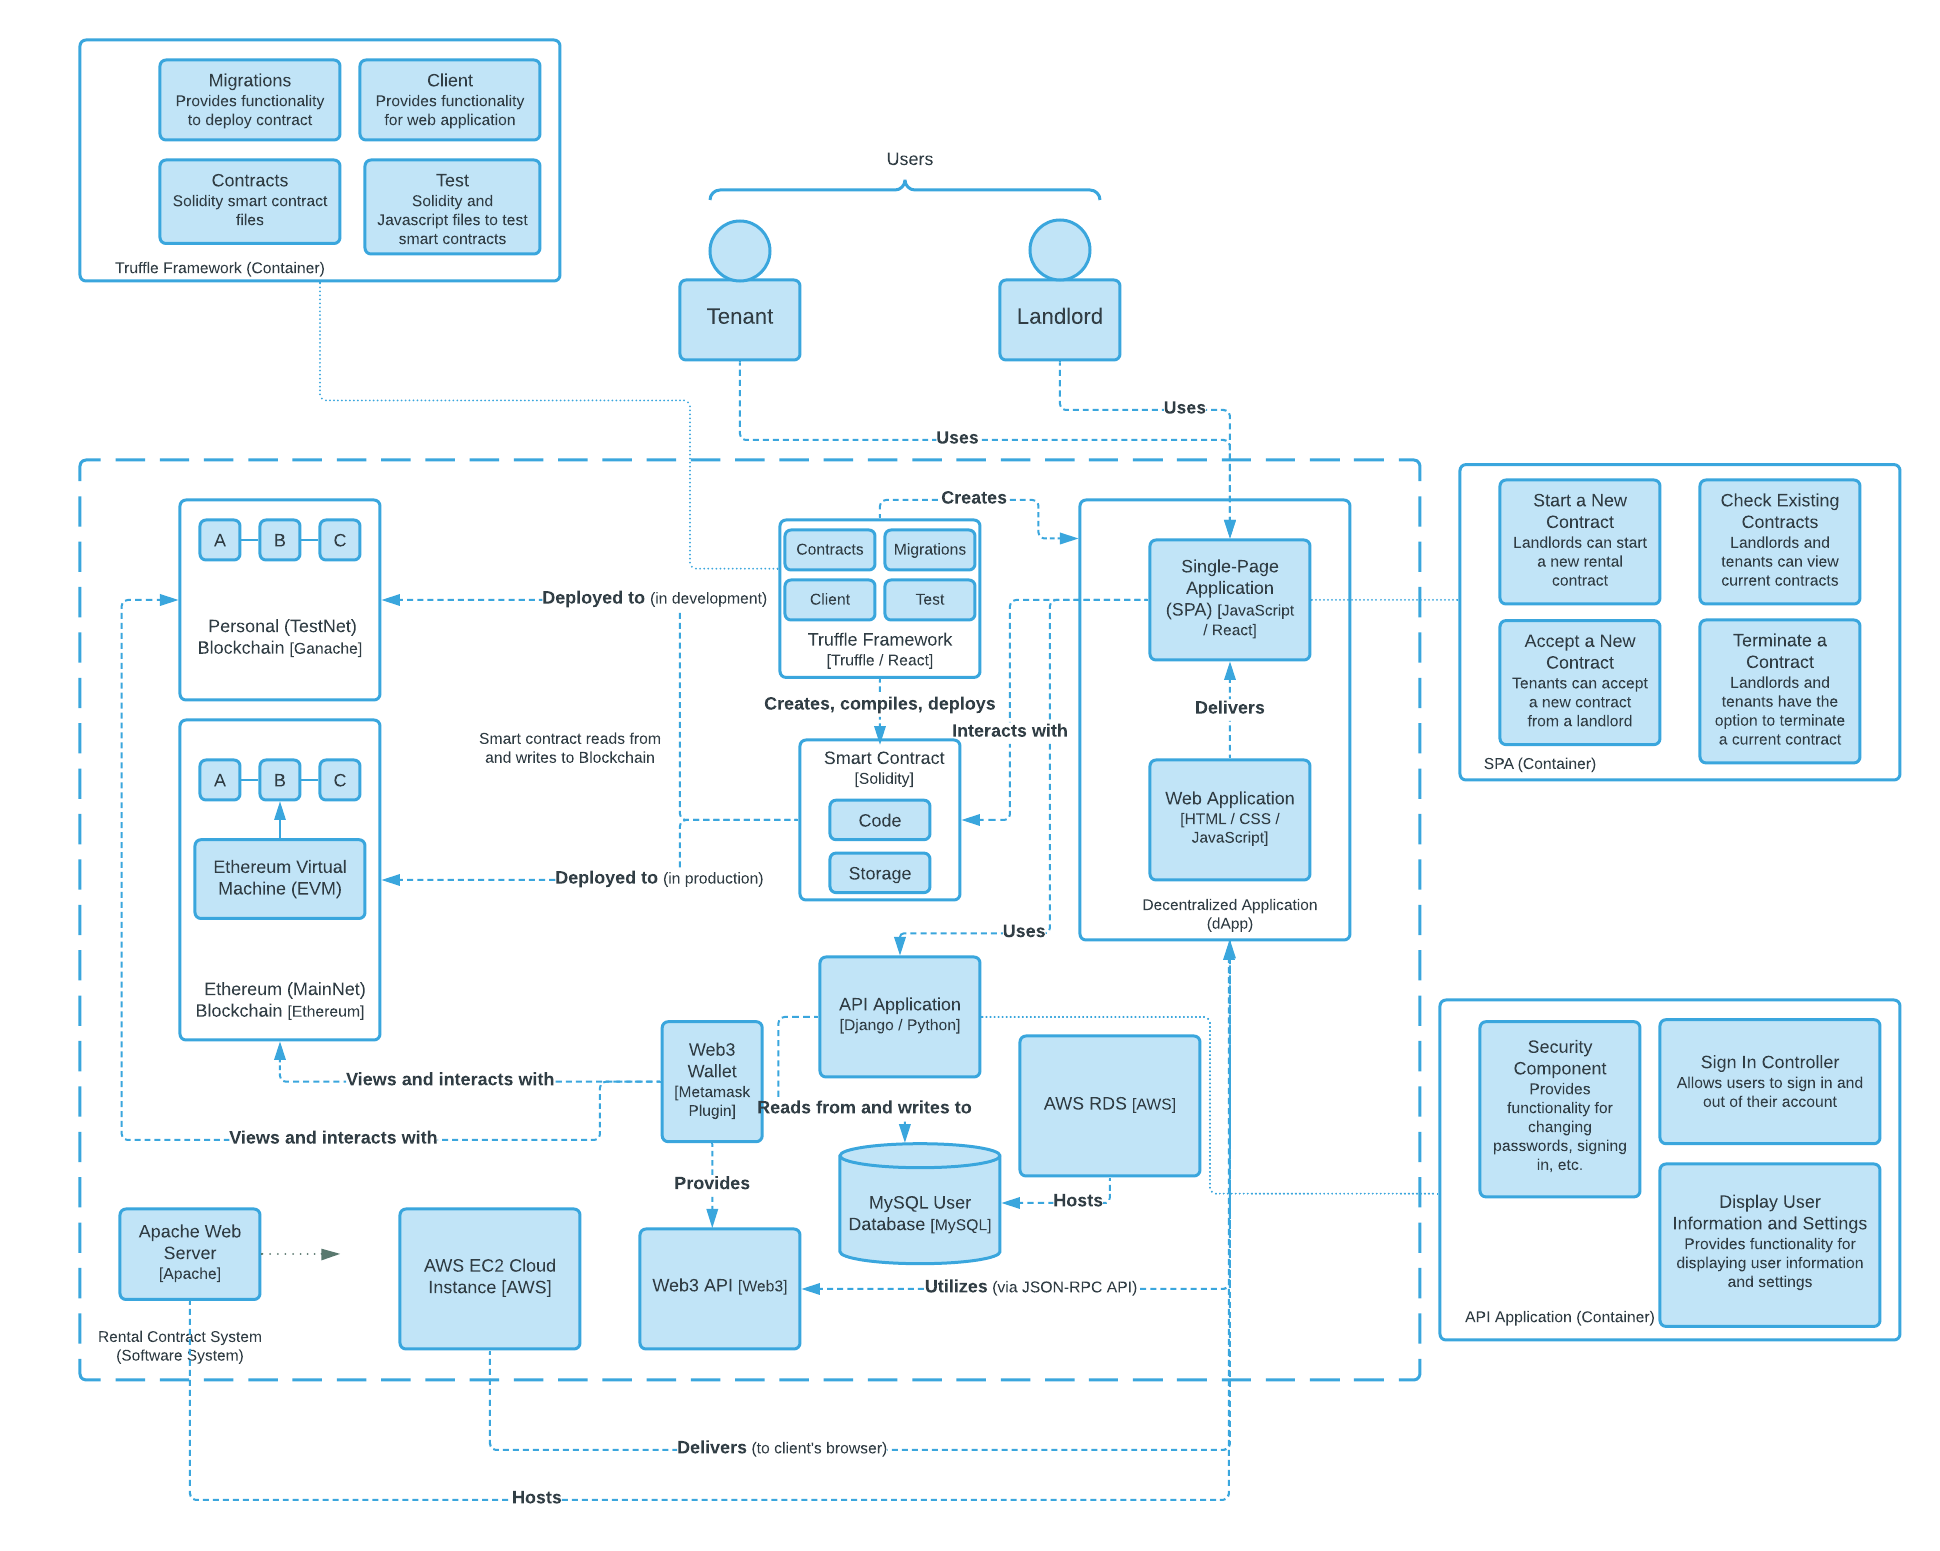 Migrations
Provides functionality
to deploy contract
Client
Provides functionality
for web application
Contracts
Solidity smart contract
files
Test
Solidity and
Javascript files to test
smart contracts
Truffle Framework (Container)
Users
Tenant
Landlord
Uses
Uses
A
B
C
Personal (TestNet)
Blockchain [Ganache]
Deployed to (in development)
Creates
Contracts
Migrations
Client
Test
Truffle Framework
[Truffle / React]
Creates, compiles, deploys
Interacts with
Single-Page
Application
(SPA) [JavaScript
/ React]
Delivers
Web Application
[HTML / CSS /
JavaScript]
Decentralized Application
(dApp)
Start a New
Contract
Landlords can start
a new rental
contract
Check Existing
Contracts
Landlords and
tenants can view
current contracts
Accept a New
Contract
Tenants can accept
a new contract
from a landlord
Terminate a
Contract
Landlords and
tenants have the
option to terminate
a current contract
SPA (Container)
Smart contract reads from
and writes to Blockchain
Smart Contract
[Solidity]
Code
Storage
A
B
C
Ethereum Virtual
Machine (EVM)
Ethereum (MainNet)
Blockchain [Ethereum]
Deployed to (in production)
Uses
API Application
[Django / Python]
Web3
Wallet
[Metamask
Plugin]
Views and interacts with
Views and interacts with
Reads from and writes to
AWS RDS [AWS]
Provides
MySQL User
Database [MySQL]
Hosts
Security
Component
Provides
functionality for
changing
passwords, signing
in, etc.
Sign In Controller
Allows users to sign in and
out of their account
Display User
Information and Settings
Provides functionality for
displaying user information
and settings
API Application (Container)
Apache Web
Server
[Apache]
AWS EC2 Cloud
Instance [AWS]
Web3 API [Web3]
Utilizes (via JSON-RPC API)
Rental Contract System
(Software System)
Delivers (to client's browser)
Hosts